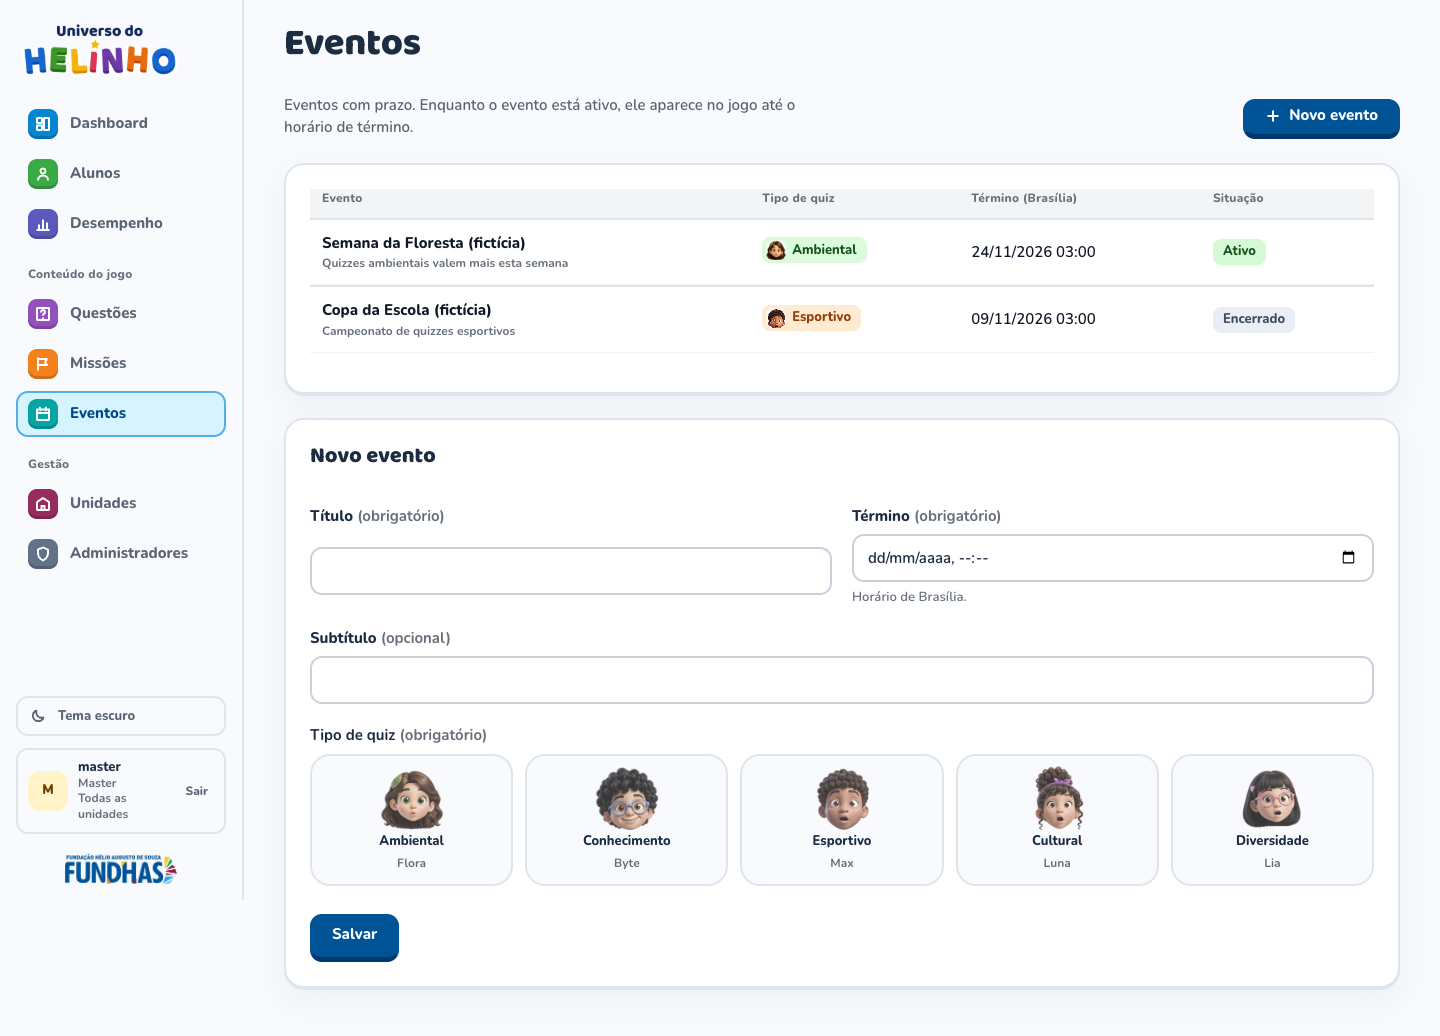 Universo do
HELINHO
Dashboard
Alunos
Desempenho
Conteúdo do jogo
Questões
Missões
Eventos
Gestão
Unidades
Administradores
Tema escuro
M
master
Master
Todas as
unidades
Sair
FUNDAÇÃO HÉLIO AUGUSTO DE SOUZA
FUNDHAS
Eventos
Eventos com prazo. Enquanto o evento está ativo, ele aparece no jogo até o
horário de término.
Novo evento
Evento Tipo de quiz Término (Brasília) Situação
Semana da Floresta (fictícia)
Quizzes ambientais valem mais esta semana
Ambiental
24/11/2026 03:00
Ativo
Copa da Escola (fictícia)
Campeonato de quizzes esportivos
Esportivo
09/11/2026 03:00
Encerrado
Novo evento
Título (obrigatório)
Término (obrigatório)
dd/mm/aaaa, --:--
Horário de Brasília.
Subtítulo (opcional)
Tipo de quiz (obrigatório)
Ambiental
Flora
Conhecimento
Byte
Esportivo
Max
Cultural
Luna
Diversidade
Lia
Salvar